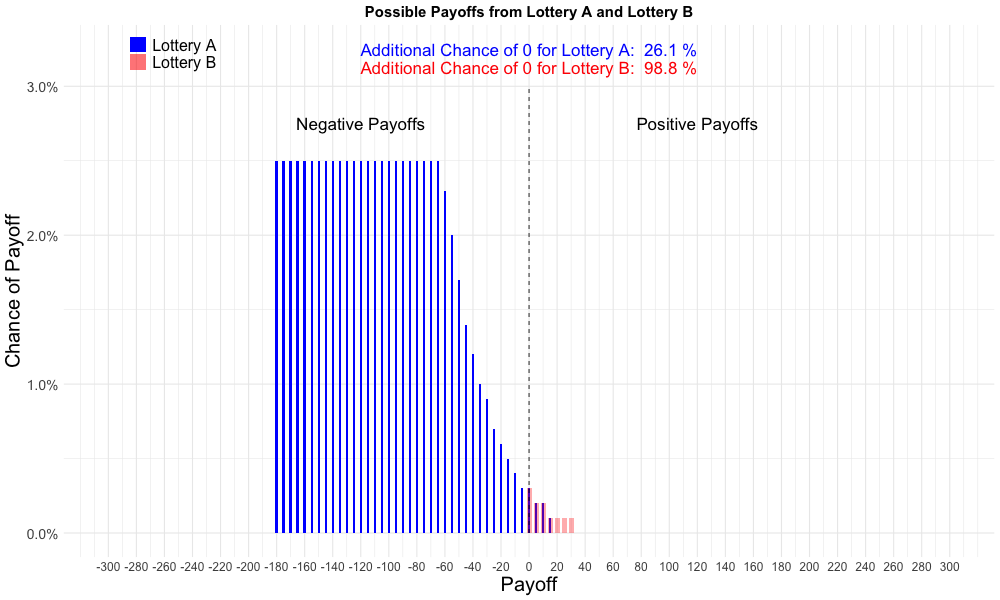 Possible Payoffs from Lottery A and Lottery B
Lottery A
Lottery B
Additional Chance of 0 for Lottery A: 26.1 %
Additional Chance of 0 for Lottery B: 98.8 %
Negative Payoffs
Positive Payoffs
Chance of Payoff
3.0%
2.0%
1.0%
0.0%
-300 -280 -260 -240 -220 -200 -180 -160 -140 -120 -100 -80 -60 -40 -20 0 20 40 60 80 100 120 140 160 180 200 220 240 260 280 300
Payoff